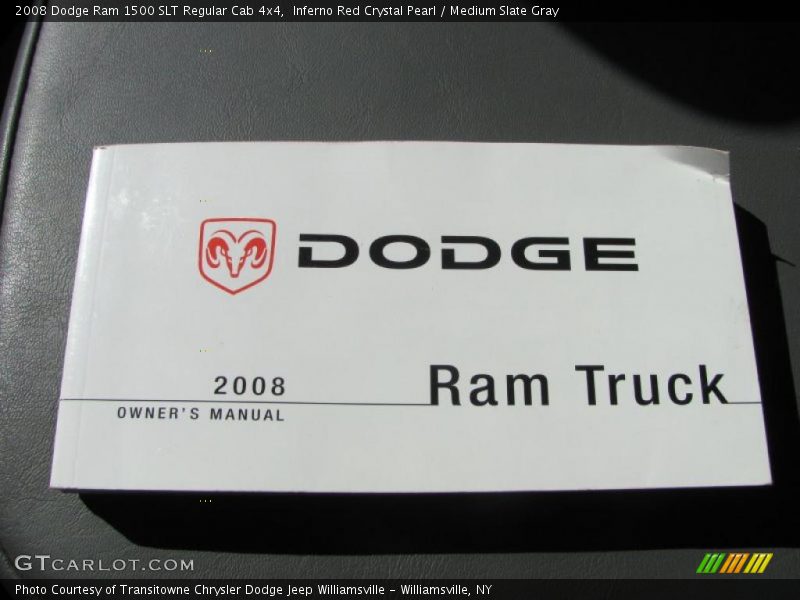 2008 Dodge Ram 1500 SLT Regular Cab 4x4,  Inferno Red Crystal Pearl / Medium Slate Gray
DODGE
2008
Ram Truck
OWNER'S MANUAL
GTCARLOT.COM
Photo Courtesy of Transitowne Chrysler Dodge Jeep Williamsville – Williamsville, NY